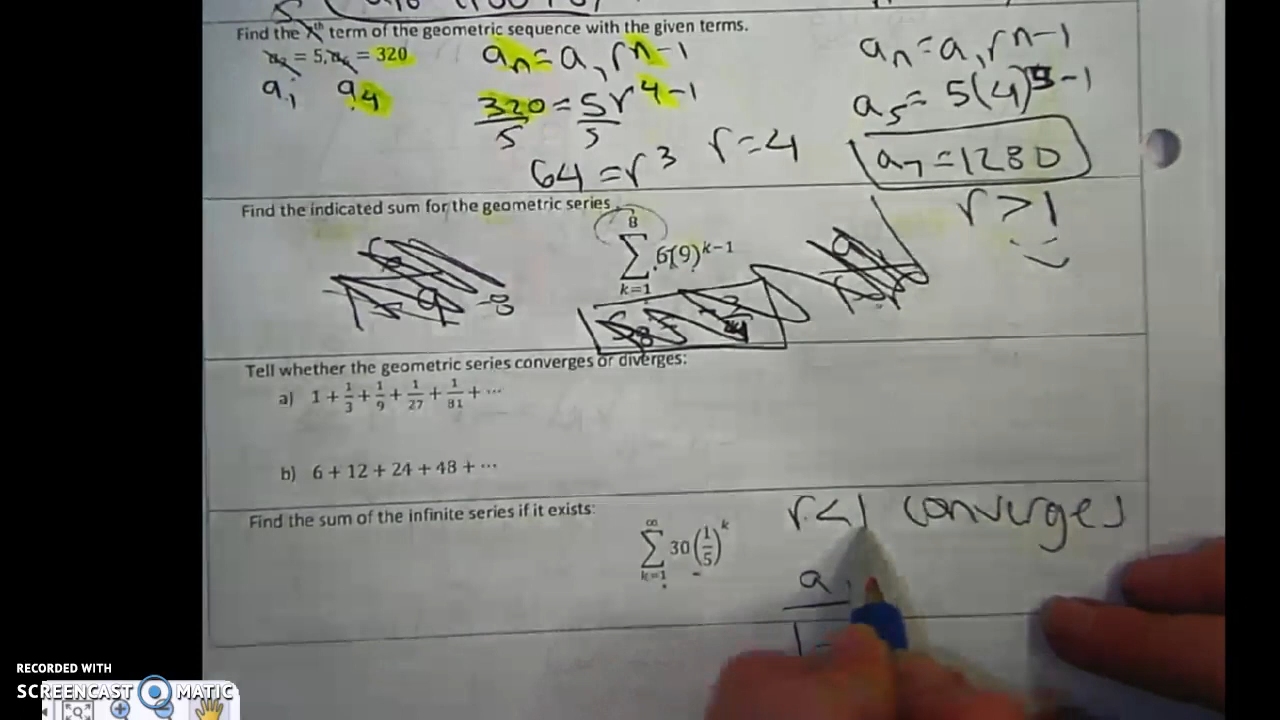 Find the th term of the geometric sequence with the given terms.
= 5, = 320
a1 a4
an = a1 r^n-1
320 = 5r^4-1
5 5
64 = r^3 r = 4
an = a1 r^n-1
a5 = 5(4)^5-1
a7 = 1280
r > 1
Find the indicated sum for the geometric series
8
∑ 6(9)^k-1
k=1
Tell whether the geometric series converges or diverges:
a) 1 + 1/3 + 1/9 + 1/27 + 1/81 + ⋯
b) 6 + 12 + 24 + 48 + ⋯
Find the sum of the infinite series if it exists:
∞
∑ 30(1/5)^k
k=1
r < 1 converges
a1
1 -
RECORDED WITH
SCREENCAST MATIC